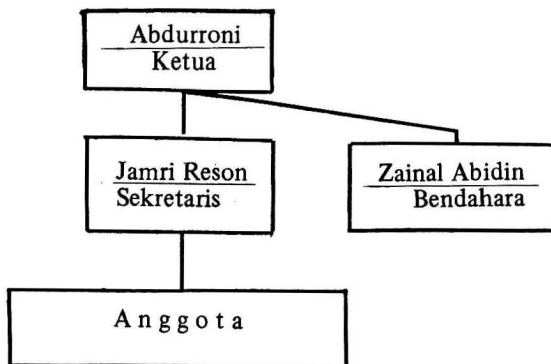 Abdurroni
Ketua
Jamri Reson
Sekretaris
Zainal Abidin
Bendahara
Anggota